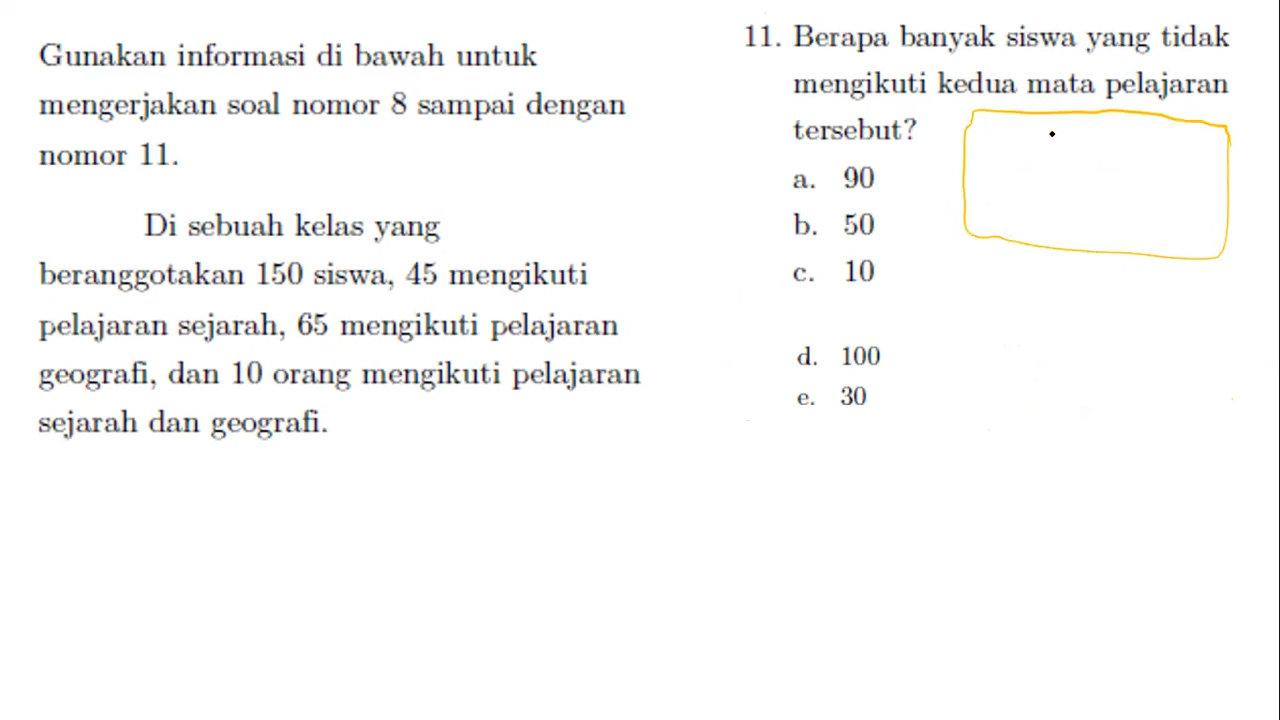 Gunakan informasi di bawah untuk
mengerjakan soal nomor 8 sampai dengan
nomor 11.
Di sebuah kelas yang
beranggotakan 150 siswa, 45 mengikuti
pelajaran sejarah, 65 mengikuti pelajaran
geografi, dan 10 orang mengikuti pelajaran
sejarah dan geografi.
11. Berapa banyak siswa yang tidak
mengikuti kedua mata pelajaran
tersebut?
a. 90
b. 50
c. 10
d. 100
e. 30